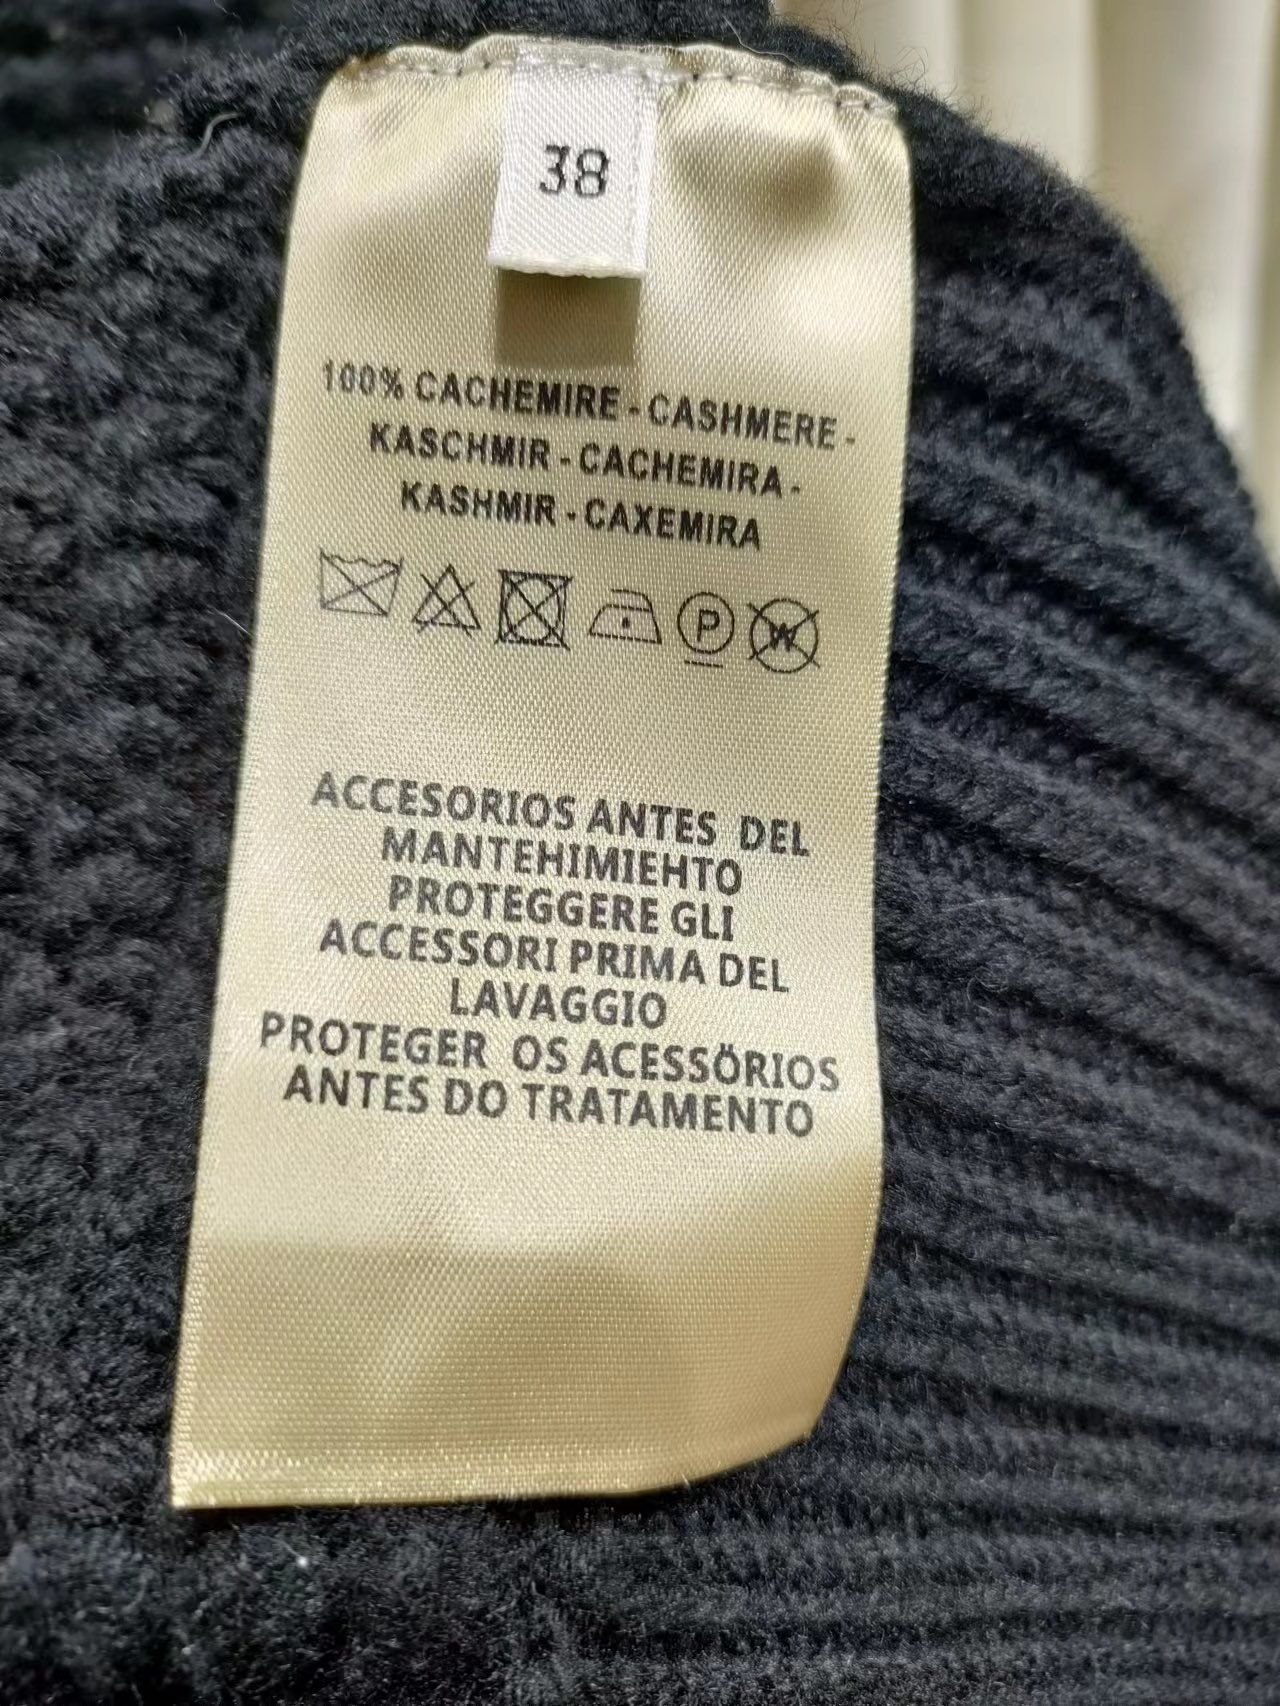 38
100% CACHEMIRE - CASHMERE -
KASCHMIR - CACHEMIRA -
KASHMIR - CAXEMIRA
P W
ACCESORIOS ANTES DEL
MANTEHIMIEHTO
PROTEGGERE GLI
ACCESSORI PRIMA DEL
LAVAGGIO
PROTEGER OS ACESSÖRIOS
ANTES DO TRATAMENTO